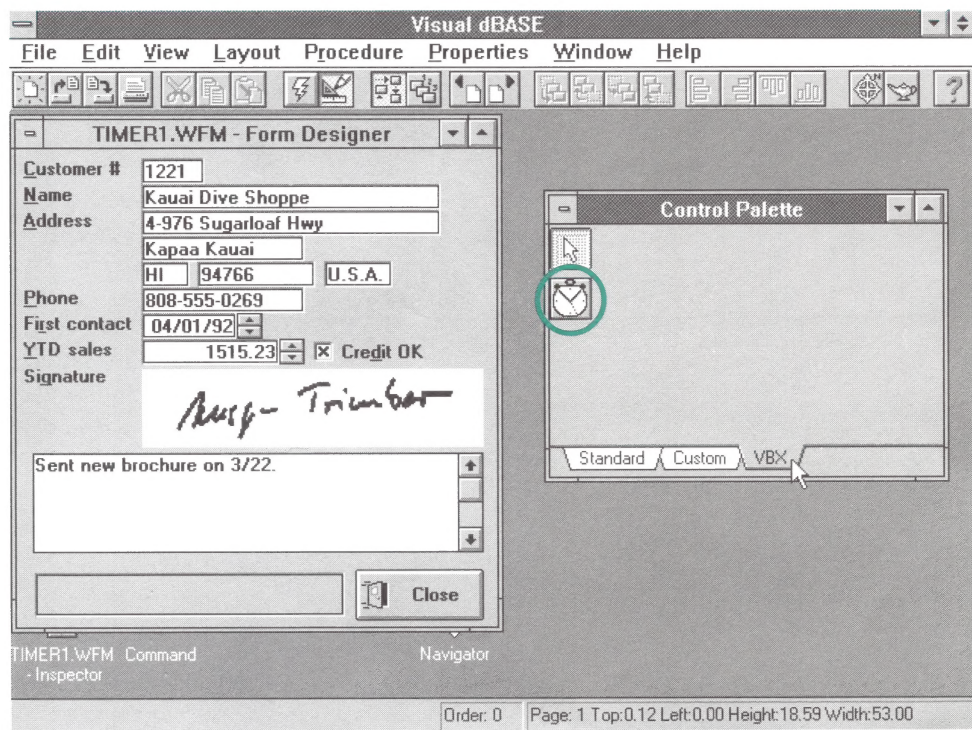 Visual dBASE
File Edit View Layout Procedure Properties Window Help
TIMER1.WFM - Form Designer
Customer # 1221
Name Kauai Dive Shoppe
Address 4-976 Sugarloaf Hwy
Kapaa Kauai
HI 94766 U.S.A.
Phone 808-555-0269
First contact 04/01/92
YTD sales 1515.23 Credit OK
Signature
Sent new brochure on 3/22.
Close
Control Palette
Standard Custom VBX
TIMER1.WFM Command Navigator
- Inspector
Order: 0 Page: 1 Top:0.12 Left:0.00 Height:18.59 Width:53.00